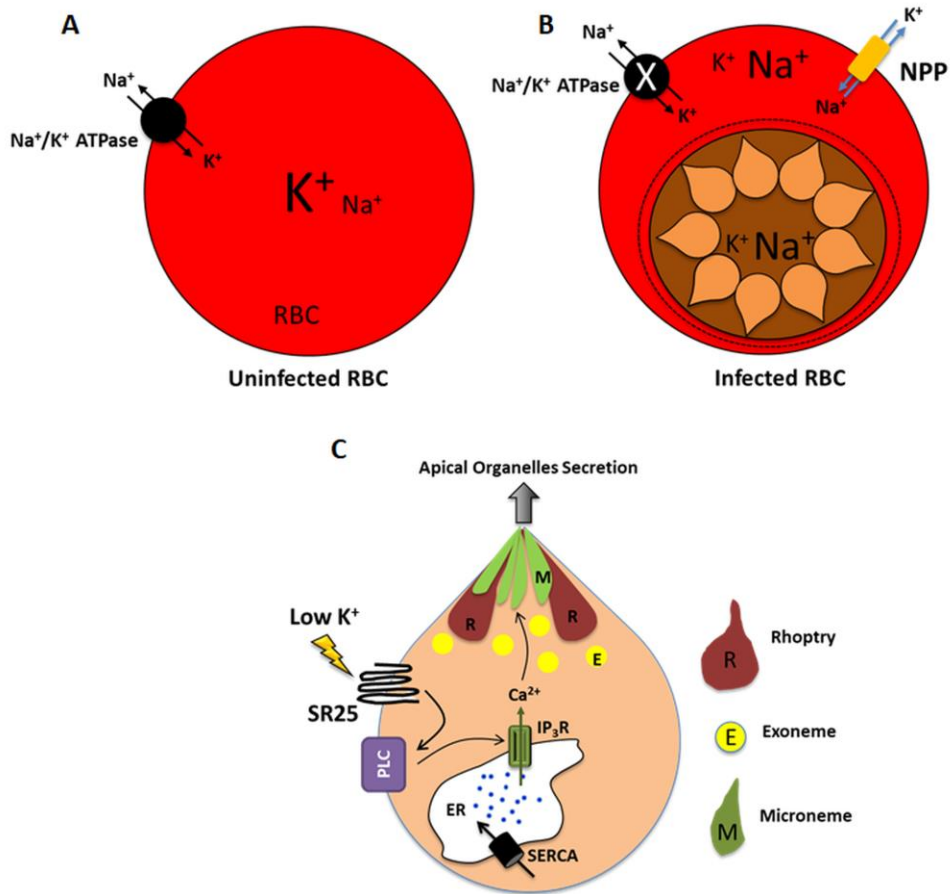 A
Na⁺
Na⁺/K⁺ ATPase
K⁺
K⁺ Na⁺
RBC
Uninfected RBC
B
Na⁺
Na⁺/K⁺ ATPase
X
K⁺
K⁺ Na⁺
K⁺
NPP
Na⁺
K⁺ Na⁺
Infected RBC
C
Apical Organelles Secretion
M
R
R
E
Low K⁺
SR25
PLC
Ca²⁺
IP₃R
ER
SERCA
R
Rhoptry
E
Exoneme
M
Microneme